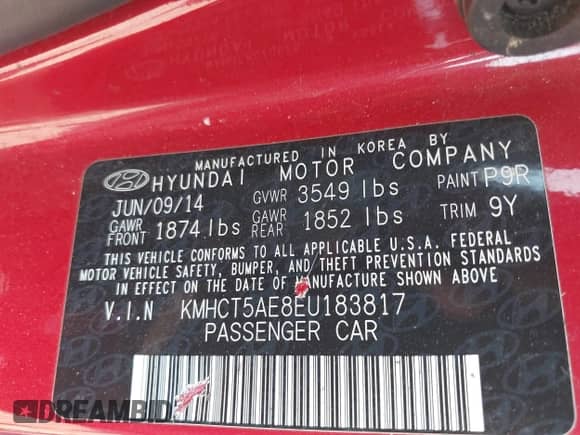 MANUFACTURED IN KOREA BY
HYUNDAI MOTOR COMPANY
JUN/09/14 GVWR 3549 lbs PAINT P9R
GAWR FRONT 1874 lbs GAWR REAR 1852 lbs TRIM 9Y
THIS VEHICLE CONFORMS TO ALL APPLICABLE U.S.A. FEDERAL
MOTOR VEHICLE SAFETY, BUMPER, AND THEFT PREVENTION STANDARDS
IN EFFECT ON THE DATE OF MANUFACTURE SHOWN ABOVE.
V.I.N KMHCT5AE8EU183817
PASSENGER CAR
DREAMBID